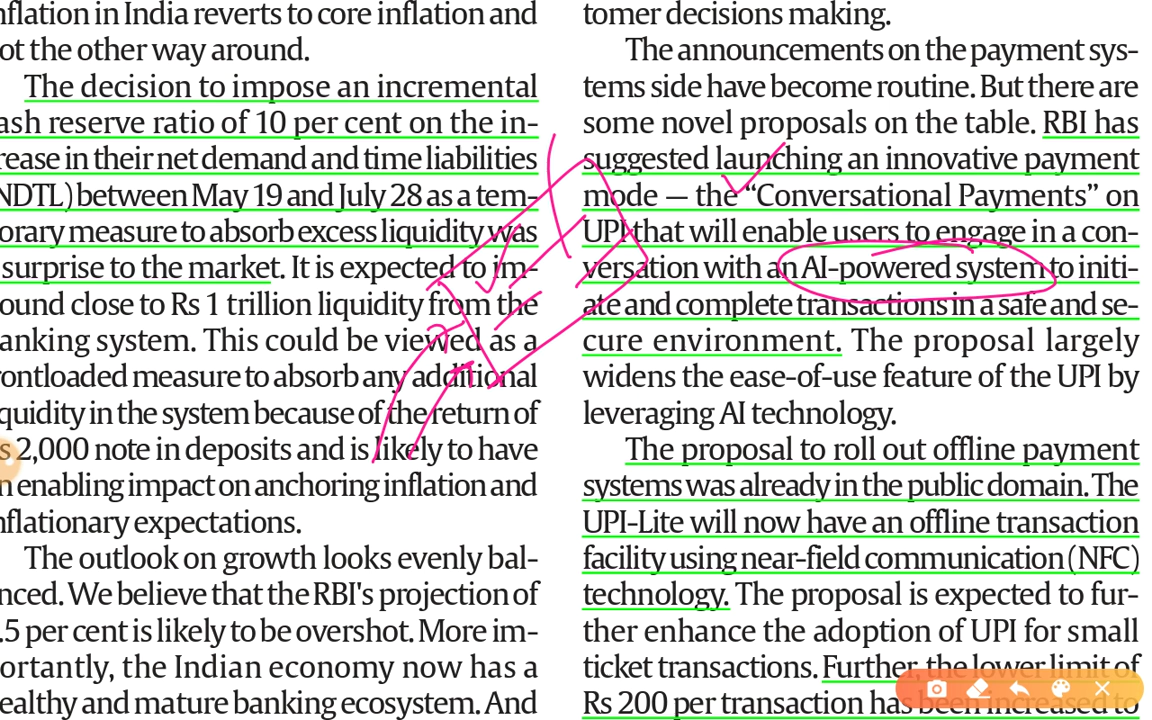 nflation in India reverts to core inflation and
ot the other way around.
The decision to impose an incremental
ash reserve ratio of 10 per cent on the in-
rease in their net demand and time liabilities
NDTL) between May 19 and July 28 as a tem-
orary measure to absorb excess liquidity was
surprise to the market. It is expected to im-
ound close to Rs 1 trillion liquidity from the
anking system. This could be viewed as a
rontloaded measure to absorb any additional
quidity in the system because of the return of
s 2,000 note in deposits and is likely to have
n enabling impact on anchoring inflation and
nflationary expectations.
The outlook on growth looks evenly bal-
nced. We believe that the RBI's projection of
.5 per cent is likely to be overshot. More im-
ortantly, the Indian economy now has a
ealthy and mature banking ecosystem. And
tomer decisions making.
The announcements on the payment sys-
tems side have become routine. But there are
some novel proposals on the table. RBI has
suggested launching an innovative payment
mode — the “Conversational Payments” on
UPI that will enable users to engage in a con-
versation with an AI-powered system to initi-
ate and complete transactions in a safe and se-
cure environment. The proposal largely
widens the ease-of-use feature of the UPI by
leveraging AI technology.
The proposal to roll out offline payment
systems was already in the public domain. The
UPI-Lite will now have an offline transaction
facility using near-field communication (NFC)
technology. The proposal is expected to fur-
ther enhance the adoption of UPI for small
ticket transactions. Further, the lower limit of
Rs 200 per transaction has been increased to